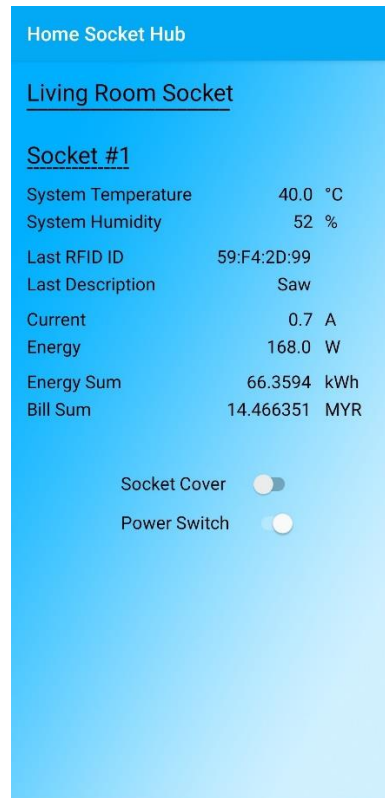 Home Socket Hub
Living Room Socket
Socket #1
System Temperature 40.0 °C
System Humidity 52 %
Last RFID ID 59:F4:2D:99
Last Description Saw
Current 0.7 A
Energy 168.0 W
Energy Sum 66.3594 kWh
Bill Sum 14.466351 MYR
Socket Cover
Power Switch